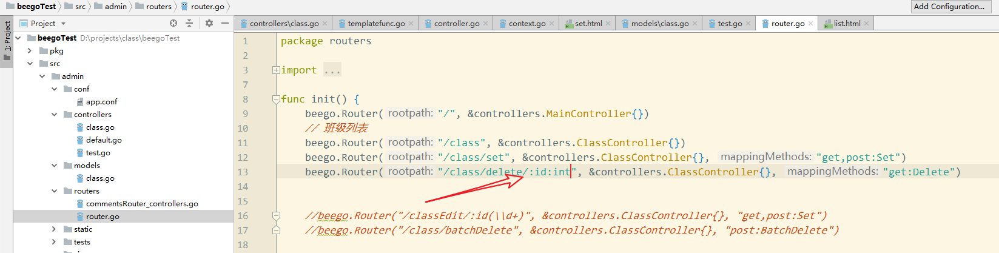 beegoTest src admin routers router.go Add Configuration...
1: Project
Project
controllers\class.go templatefunc.go controller.go context.go set.html models\class.go test.go router.go list.html
beegoTest D:\projects\class\beegoTest
pkg
src
admin
conf
app.conf
controllers
class.go
default.go
test.go
models
class.go
routers
commentsRouter_controllers.go
router.go
static
tests
1 package routers
2
3 import ...
7
8 func init() {
9 beego.Router( rootpath: "/", &controllers.MainController{})
10 // 班级列表
11 beego.Router( rootpath: "/class", &controllers.ClassController{})
12 beego.Router( rootpath: "/class/set", &controllers.ClassController{}, mappingMethods: "get,post:Set")
13 beego.Router( rootpath: "/class/delete/:id:int", &controllers.ClassController{}, mappingMethods: "get:Delete")
14
15
16 //beego.Router("/classEdit/:id(\\d+)", &controllers.ClassController{}, "get,post:Set")
17 //beego.Router("/class/batchDelete", &controllers.ClassController{}, "post:BatchDelete")
18